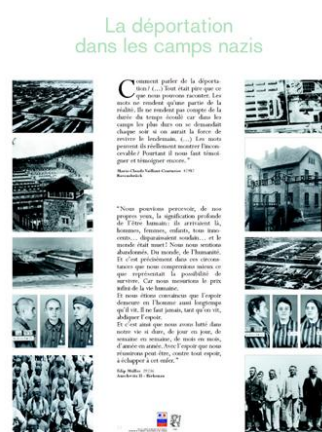 La déportation
dans les camps nazis
Comment parler de la déporta-
tion ? (…) Tout était pire que ce
que nous pouvons raconter. Les
mots ne rendent qu'une partie de la
réalité. Ils ne rendent pas compte de la
durée du temps écoulé car dans les
camps les plus durs on se demandait
chaque soir si on aurait la force de
revivre le lendemain. (…) Les mots
peuvent ils réellement montrer l'incon-
cevable ? Pourtant il nous faut témoi-
gner et témoigner encore."
Marie-Claude Vaillant-Couturier
Ravensbrück
"Nous pouvions percevoir, de nos
propres yeux, la signification profonde
de l'être humain : ils arrivaient là,
hommes, femmes, enfants, tous inno-
cents… disparaissaient soudain… et le
monde était muet ! Nous nous sentions
abandonnés. Du monde, de l'Humanité.
Et c'est précisément dans ces circons-
tances que nous comprenions mieux ce
que représentait la possibilité de
survivre. Car nous mesurions le prix
infini de la vie humaine.
Et nous étions convaincus que l'espoir
demeure en l'Homme aussi longtemps
qu'il vit. Il ne faut jamais, tant qu'on vit,
abdiquer l'espoir.
Et c'est ainsi que nous avons lutté dans
notre vie si dure, de jour en jour, de
semaine en semaine, de mois en mois,
d'année en année. Avec l'espoir que nous
réussirions peut-être, contre tout espoir,
à échapper à cet enfer."
Filip Müller
Auschwitz II - Birkenau